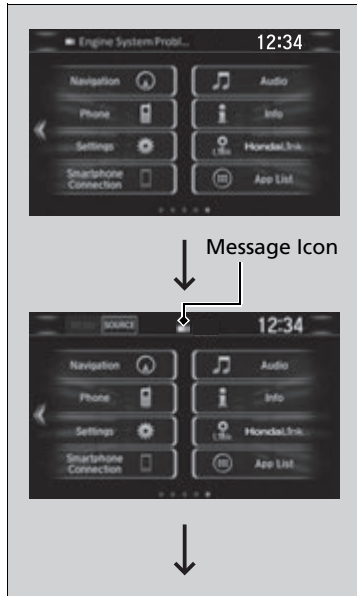 Engine System Probl... 12:34
Navigation Audio
Phone Info
Settings HondaLink
Smartphone
Connection App List
Message Icon
MENU SOURCE 12:34
Navigation Audio
Phone Info
Settings HondaLink
Smartphone
Connection App List